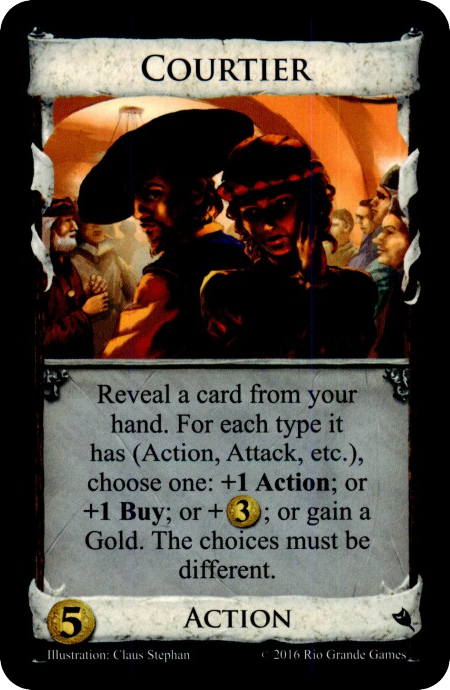 COURTIER
Reveal a card from your
hand. For each type it
has (Action, Attack, etc.),
choose one: +1 Action; or
+1 Buy; or +3; or gain a
Gold. The choices must be
different.
5 ACTION
Illustration: Claus Stephan © 2016 Rio Grande Games